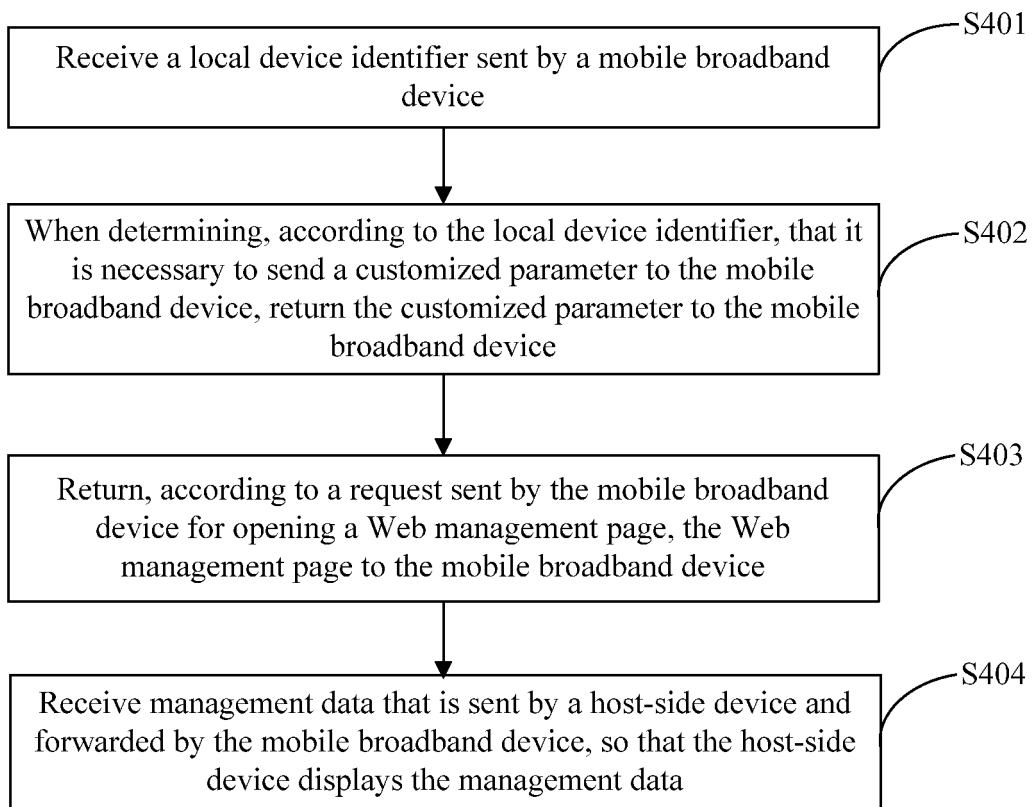 S401
Receive a local device identifier sent by a mobile broadband
device
S402
When determining, according to the local device identifier, that it
is necessary to send a customized parameter to the mobile
broadband device, return the customized parameter to the mobile
broadband device
S403
Return, according to a request sent by the mobile broadband
device for opening a Web management page, the Web
management page to the mobile broadband device
S404
Receive management data that is sent by a host-side device and
forwarded by the mobile broadband device, so that the host-side
device displays the management data